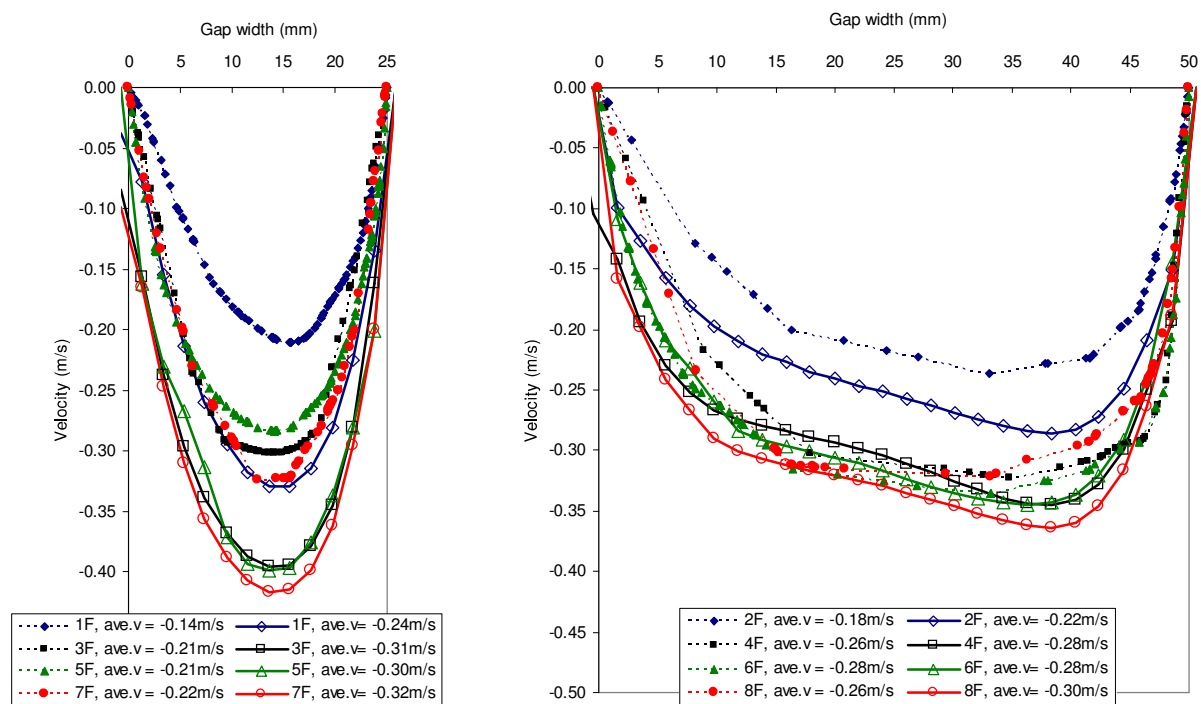 Gap width (mm)
0 5 10 15 20 25
0.00
-0.05
-0.10
-0.15
-0.20
-0.25
-0.30
-0.35
-0.40
Velocity (m/s)
1F, ave.v = -0.14m/s 1F, ave.v= -0.24m/s
3F, ave.v = -0.21m/s 3F, ave.v= -0.31m/s
5F, ave.v = -0.21m/s 5F, ave.v= -0.30m/s
7F, ave.v = -0.22m/s 7F, ave.v= -0.32m/s
Gap width (mm)
0 5 10 15 20 25 30 35 40 45 50
0.00
-0.05
-0.10
-0.15
-0.20
-0.25
-0.30
-0.35
-0.40
-0.45
-0.50
Velocity (m/s)
2F, ave.v = -0.18m/s 2F, ave.v= -0.22m/s
4F, ave.v = -0.26m/s 4F, ave.v= -0.28m/s
6F, ave.v = -0.28m/s 6F, ave.v= -0.28m/s
8F, ave.v = -0.26m/s 8F, ave.v= -0.30m/s